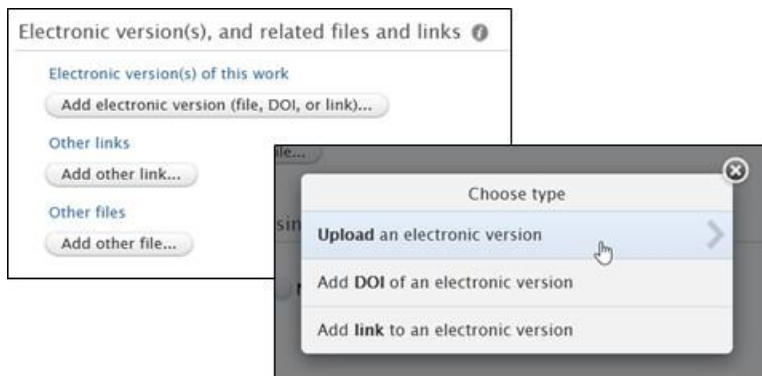 Electronic version(s), and related files and links i
Electronic version(s) of this work
Add electronic version (file, DOI, or link)...
Other links
Add other link...
Other files
Add other file...
Choose type
Upload an electronic version
Add DOI of an electronic version
Add link to an electronic version